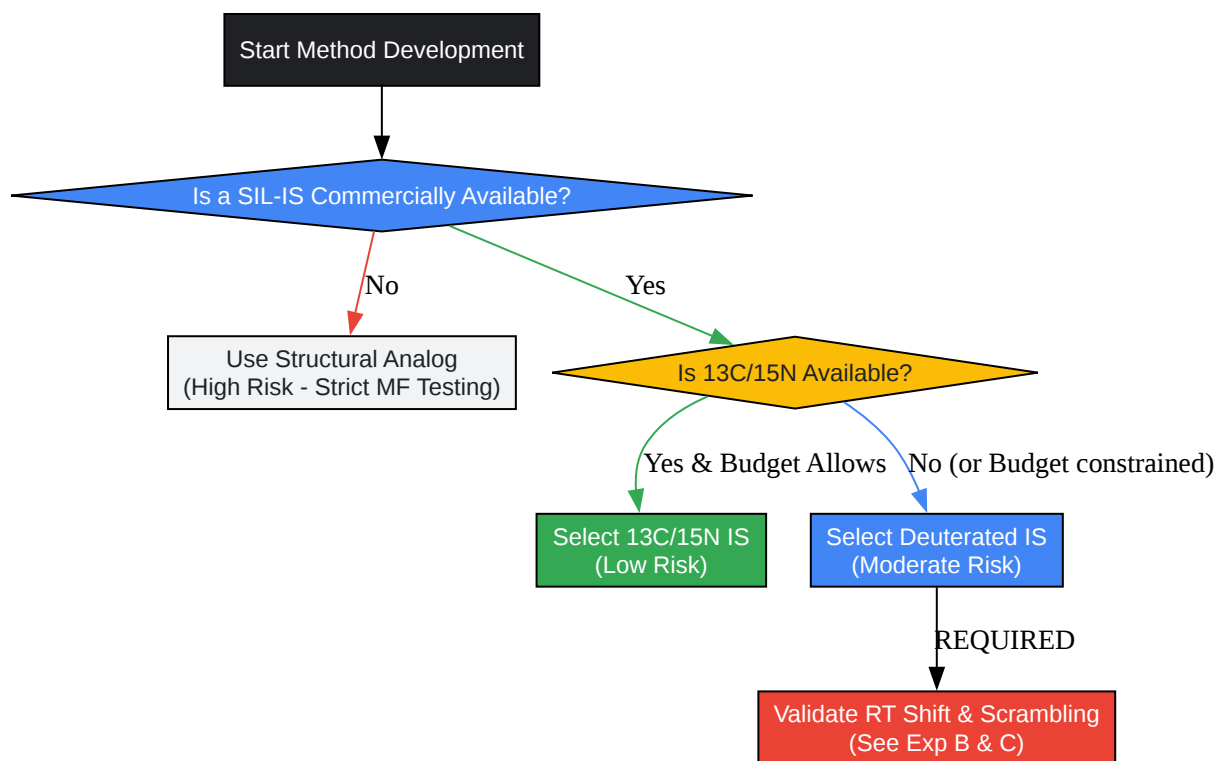 Start Method Development
Is a SIL-IS Commercially Available?
No
Yes
Use Structural Analog
(High Risk - Strict MF Testing)
Is 13C/15N Available?
Yes & Budget Allows
No (or Budget constrained)
Select 13C/15N IS
(Low Risk)
Select Deuterated IS
(Moderate Risk)
REQUIRED
Validate RT Shift & Scrambling
(See Exp B & C)